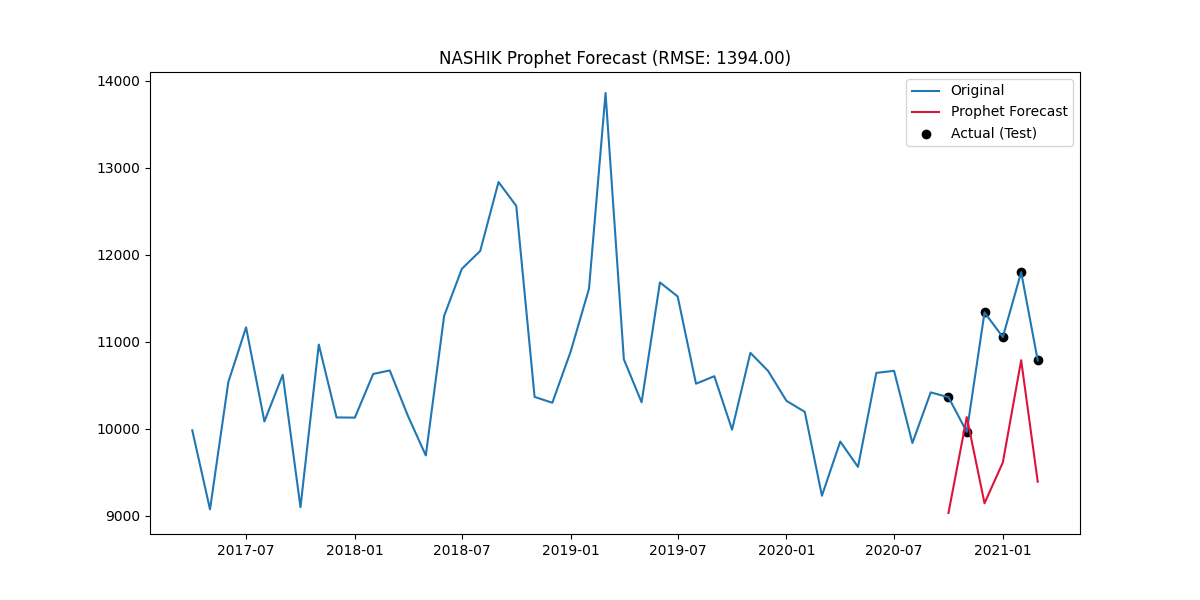 NASHIK Prophet Forecast (RMSE: 1394.00)
Original
Prophet Forecast
Actual (Test)
14000
13000
12000
11000
10000
9000
2017-07 2018-01 2018-07 2019-01 2019-07 2020-01 2020-07 2021-01